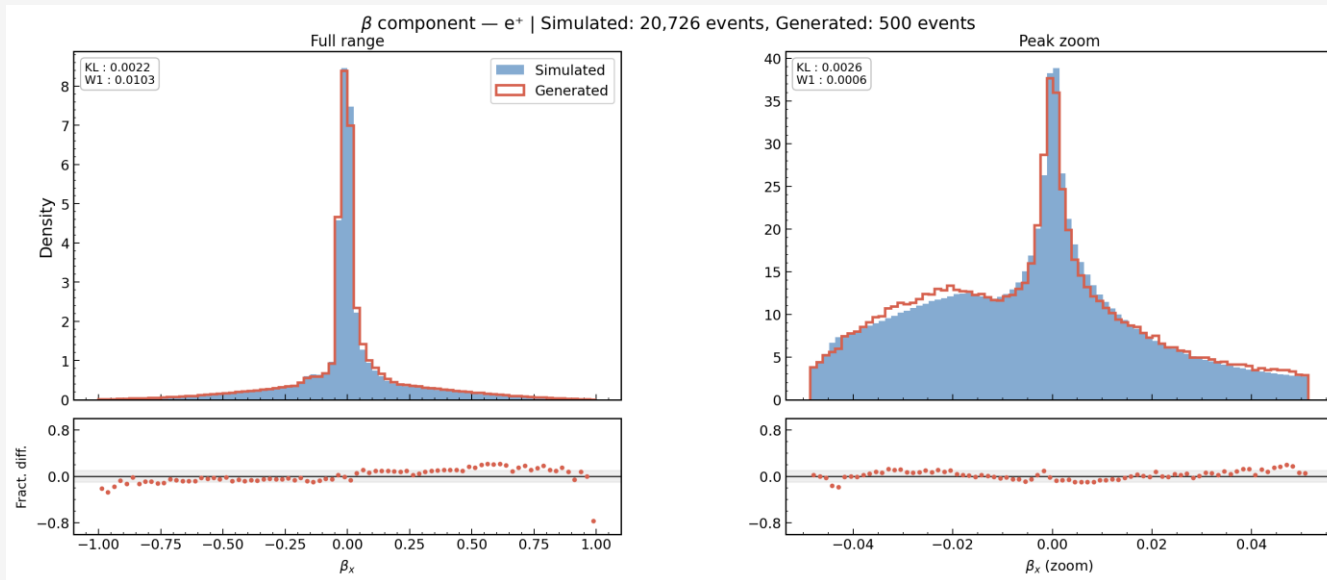 β component — e⁺ | Simulated: 20,726 events, Generated: 500 events
Full range
KL : 0.0022
W1 : 0.0103
Simulated
Generated
Density
8
7
6
5
4
3
2
1
0
Fract. diff.
0.8
0.0
−0.8
−1.00 −0.75 −0.50 −0.25 0.00 0.25 0.50 0.75 1.00
βₓ
Peak zoom
KL : 0.0026
W1 : 0.0006
40
35
30
25
20
15
10
5
0
0.8
0.0
−0.8
−0.04 −0.02 0.00 0.02 0.04
βₓ (zoom)